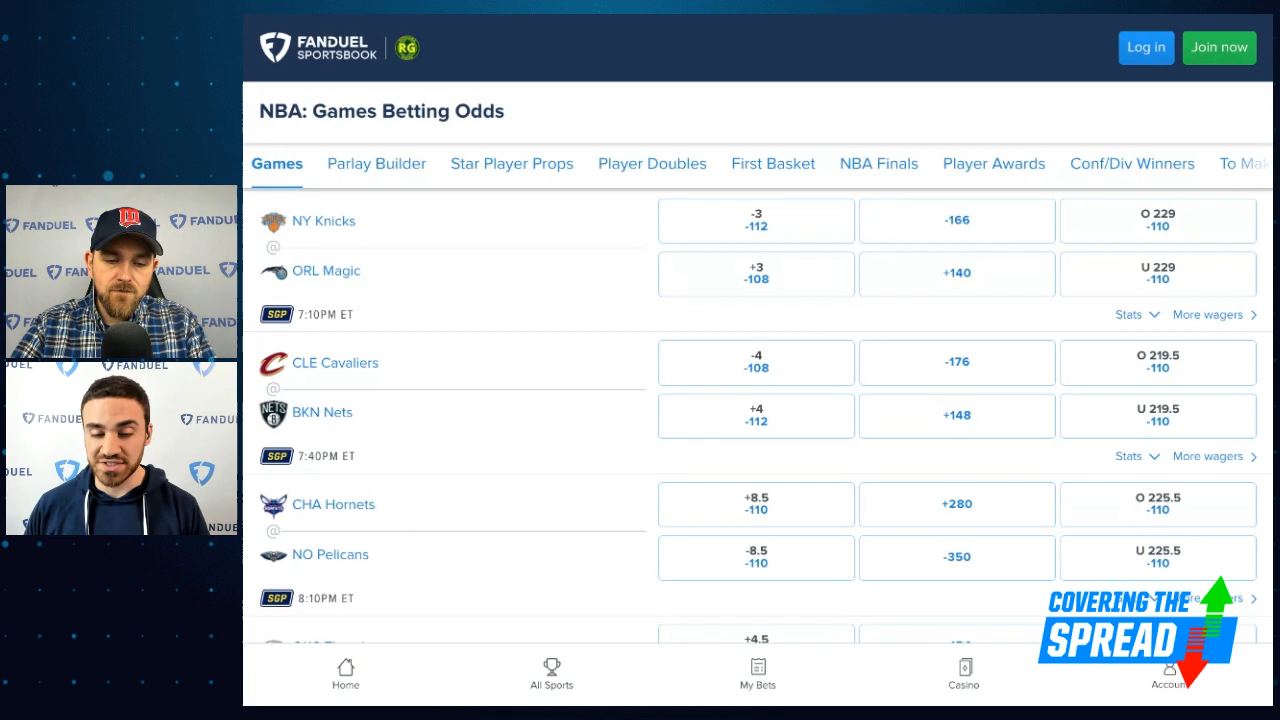 FANDUEL
SPORTSBOOK
RG
Log in
Join now
NBA: Games Betting Odds
Games
Parlay Builder
Star Player Props
Player Doubles
First Basket
NBA Finals
Player Awards
Conf/Div Winners
To Mak
NY Knicks
-3
-112
-166
O 229
-110
@
ORL Magic
+3
-108
+140
U 229
-110
SGP 7:10PM ET
Stats
More wagers
CLE Cavaliers
-4
-108
-176
O 219.5
-110
@
NETS
BKN Nets
+4
-112
+148
U 219.5
-110
SGP 7:40PM ET
Stats
More wagers
CHA Hornets
+8.5
-110
+280
O 225.5
-110
@
NO Pelicans
-8.5
-110
-350
U 225.5
-110
SGP 8:10PM ET
+4.5
COVERING THE
SPREAD
Home
All Sports
My Bets
Casino
Accoun
FANDUEL